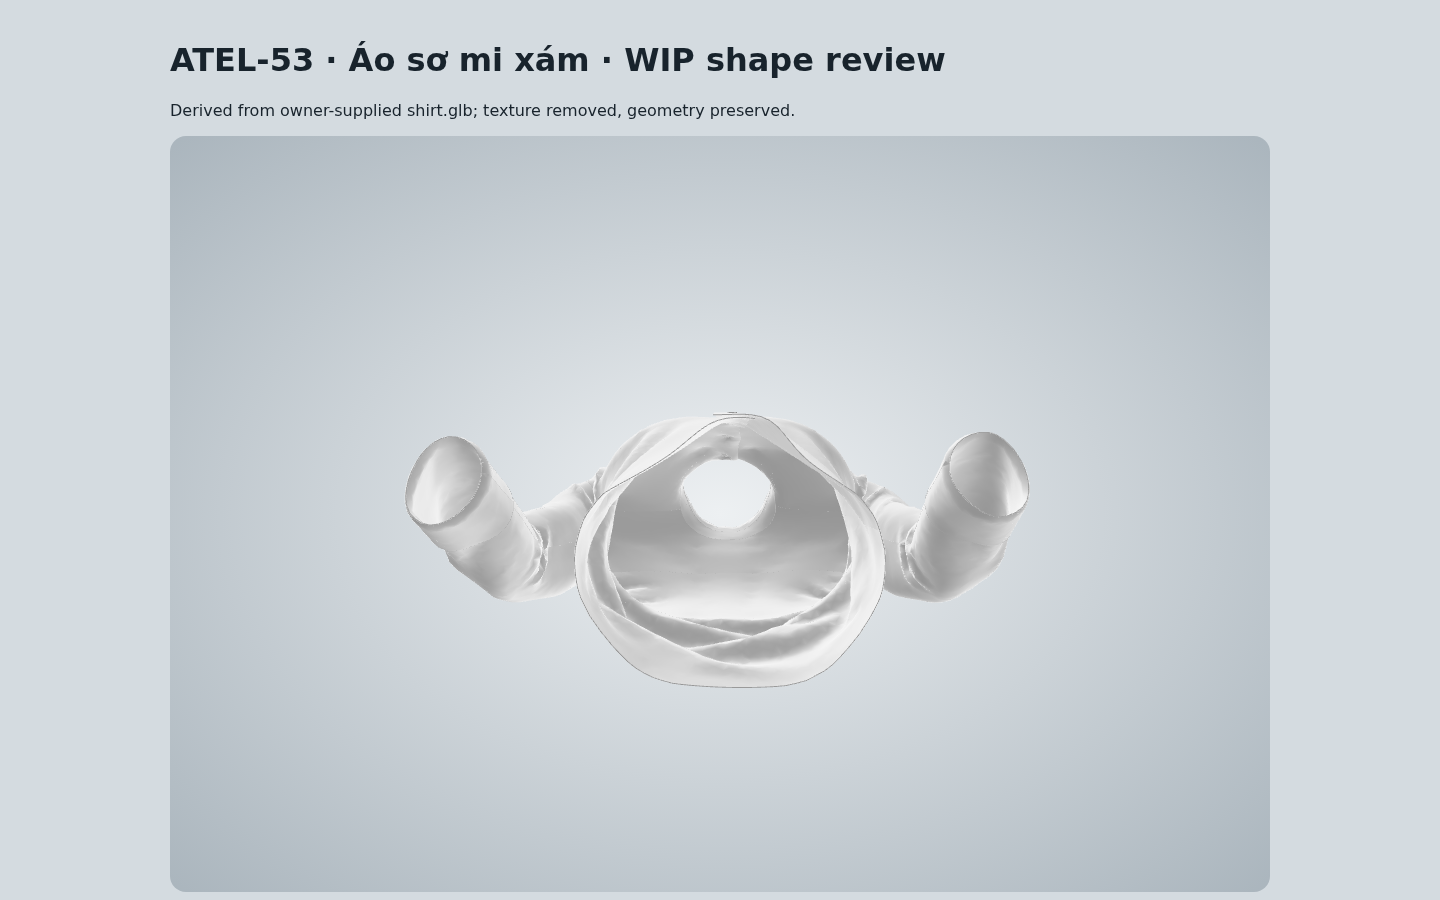 ATEL-53 · Áo sơ mi xám · WIP shape review
Derived from owner-supplied shirt.glb; texture removed, geometry preserved.